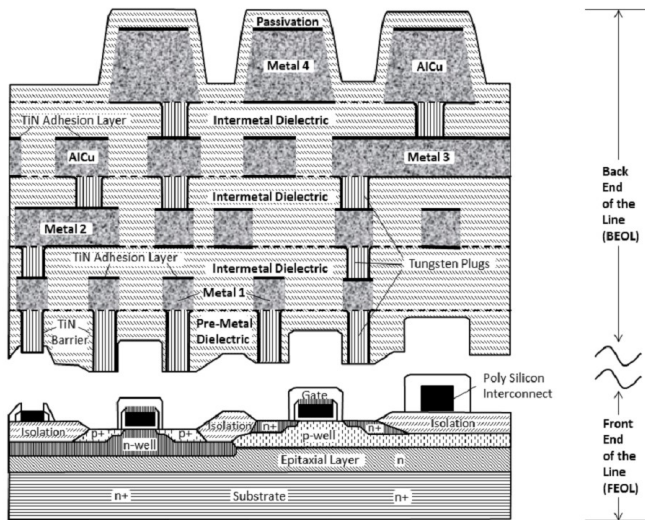 Passivation
Metal 4
AlCu
TiN Adhesion Layer
Intermetal Dielectric
AlCu
Metal 3
Intermetal Dielectric
Metal 2
TiN Adhesion Layer
Intermetal Dielectric
Tungsten Plugs
Metal 1
TiN
Barrier
Pre-Metal
Dielectric
Back
End
of the
Line
(BEOL)
Poly Silicon
Interconnect
Gate
Isolation
p+
p+
Isolation
n+
n+
Isolation
n-well
p-well
Epitaxial Layer
n
n+
Substrate
n+
Front
End
of the
Line
(FEOL)